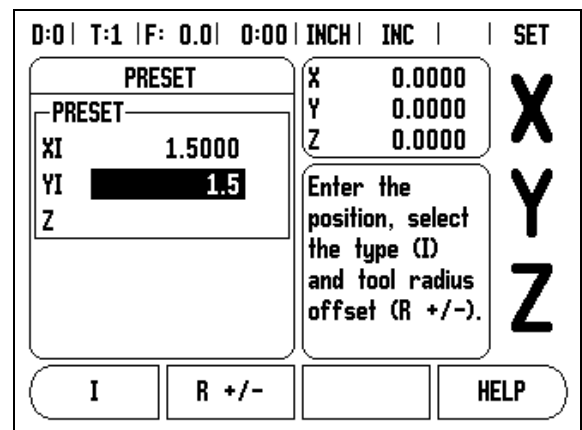 D:0 | T:1 | F: 0.0 | 0:00 | INCH | INC | | SET
PRESET
PRESET
XI 1.5000
YI 1.5
Z
X 0.0000
Y 0.0000
Z 0.0000
Enter the
position, select
the type (I)
and tool radius
offset (R +/-).
X
Y
Z
I
R +/-
HELP